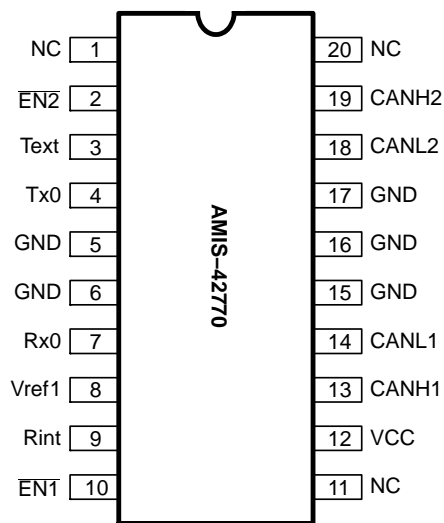 NC 1 20 NC
E̅N̅2̅ 2 19 CANH2
Text 3 18 CANL2
Tx0 4 17 GND
GND 5 16 GND
GND 6 15 GND
Rx0 7 14 CANL1
Vref1 8 13 CANH1
Rint 9 12 VCC
E̅N̅1̅ 10 11 NC
AMIS–42770